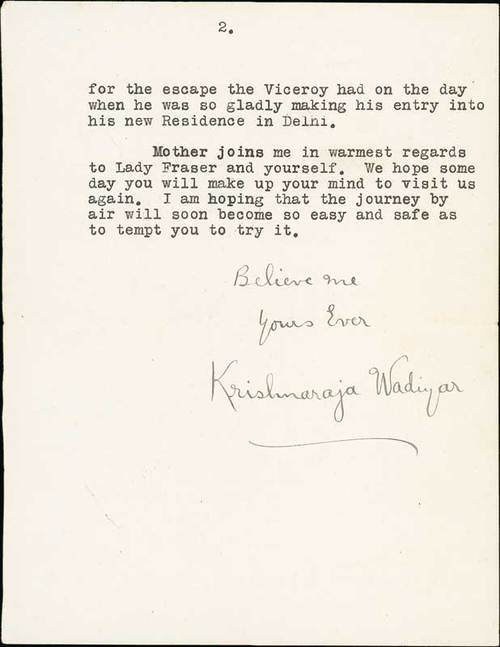 2.
for the escape the Viceroy had on the day
when he was so gladly making his entry into
his new Residence in Delhi.
Mother joins me in warmest regards
to Lady Fraser and yourself. We hope some
day you will make up your mind to visit us
again. I am hoping that the journey by
air will soon become so easy and safe as
to tempt you to try it.
Believe me
Yours Ever
Krishnaraja Wadiyar